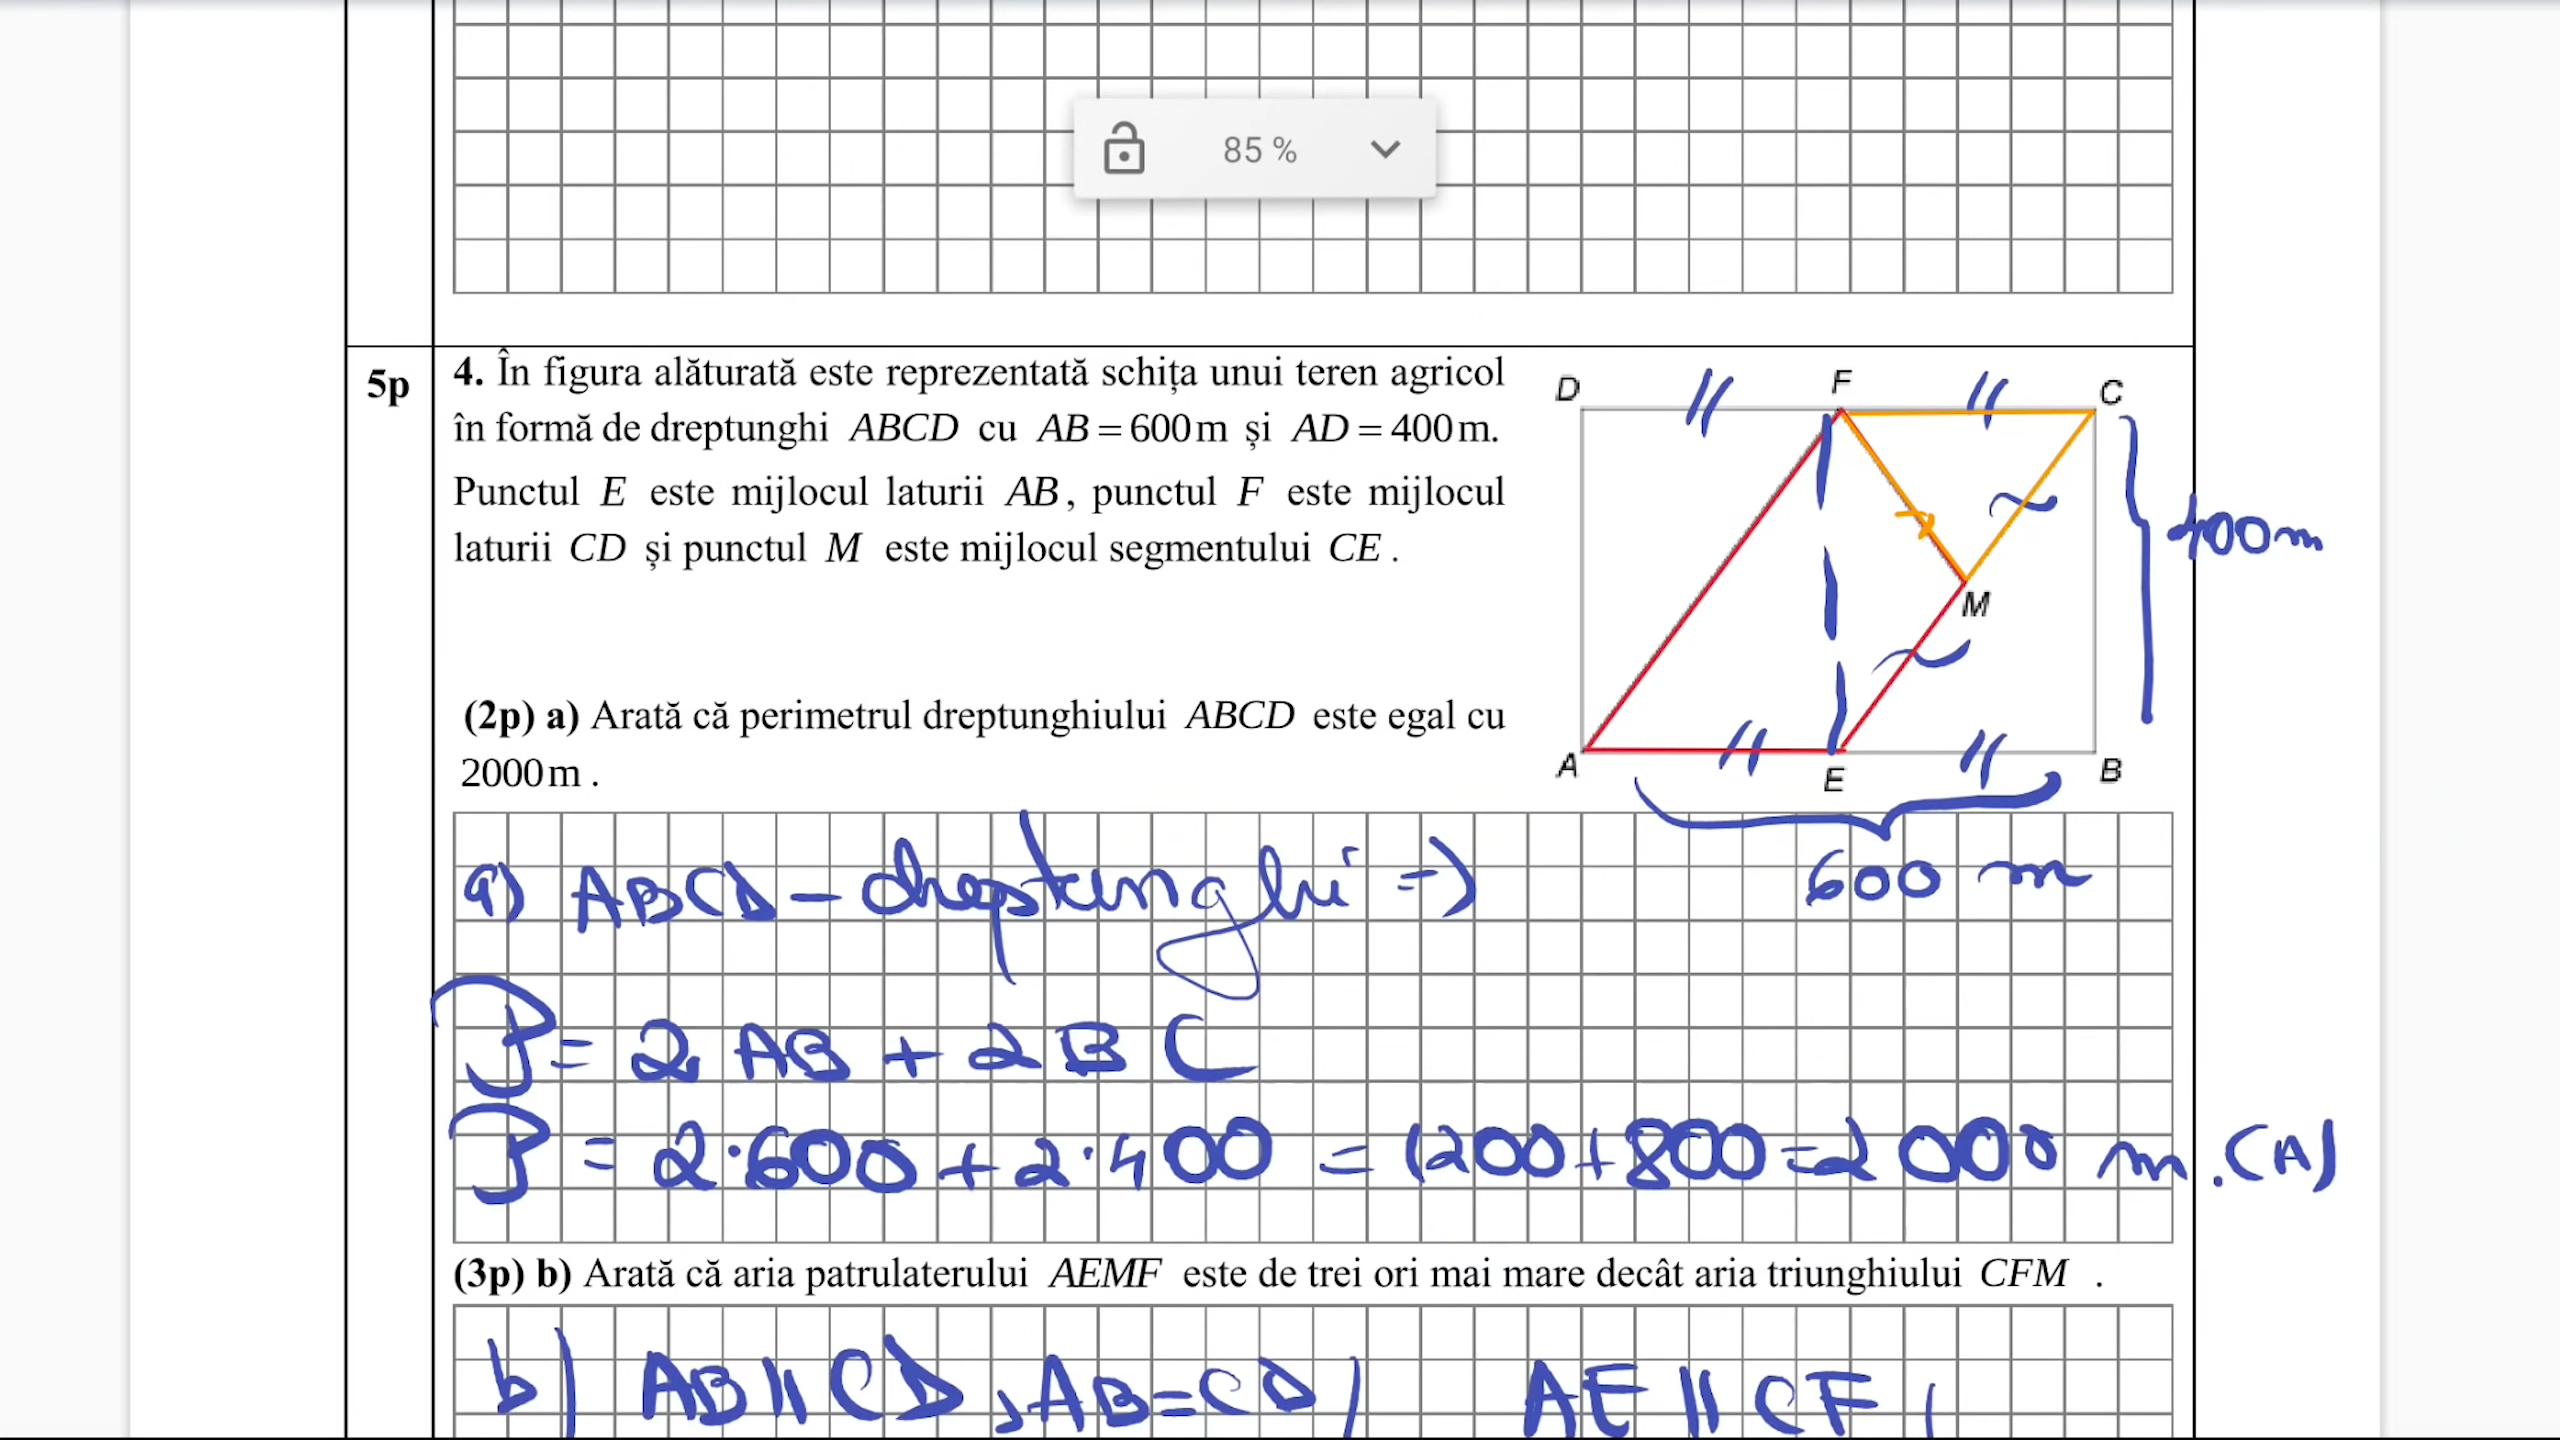 85 %
5p
4. În figura alăturată este reprezentată schița unui teren agricol
în formă de dreptunghi ABCD cu AB = 600 m și AD = 400 m.
Punctul E este mijlocul laturii AB, punctul F este mijlocul
laturii CD și punctul M este mijlocul segmentului CE.
D F C
400m
M
A E B
600 m
(2p) a) Arată că perimetrul dreptunghiului ABCD este egal cu
2000 m.
a) ABCD - dreptunghi =>
P = 2 AB + 2 BC
P = 2·600 + 2·400 = 1200+800=2000 m. (A)
(3p) b) Arată că aria patrulaterului AEMF este de trei ori mai mare decât aria triunghiului CFM .
b) AB || CD, AB=CD | AE || CF